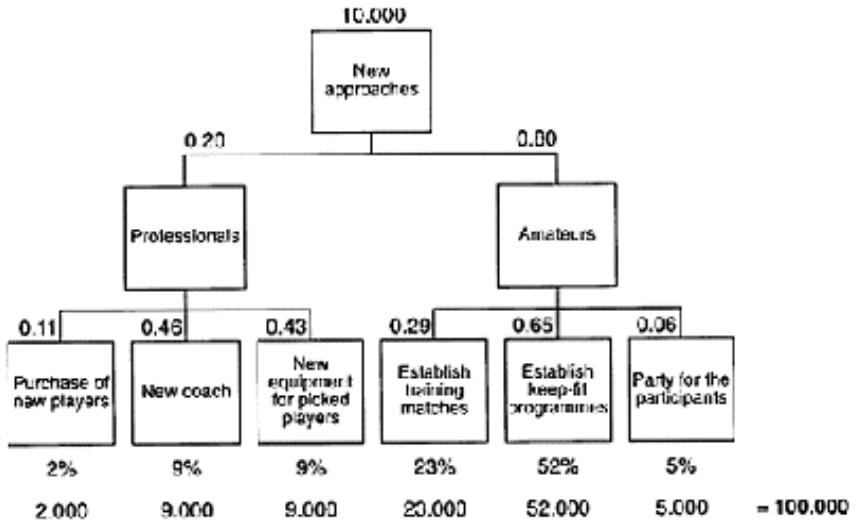 10.000
New
approaches
0.20
0.80
Professionals
Amateurs
0.11
0.46
0.43
0.29
0.65
0.06
Purchase of
new players
New coach
New
equipment
for picked
players
Establish
training
matches
Establish
keep-fit
programmes
Party for the
participants
2% 9% 9% 23% 52% 5%
2.000 9.000 9.000 20.000 52.000 5.000 = 100.000